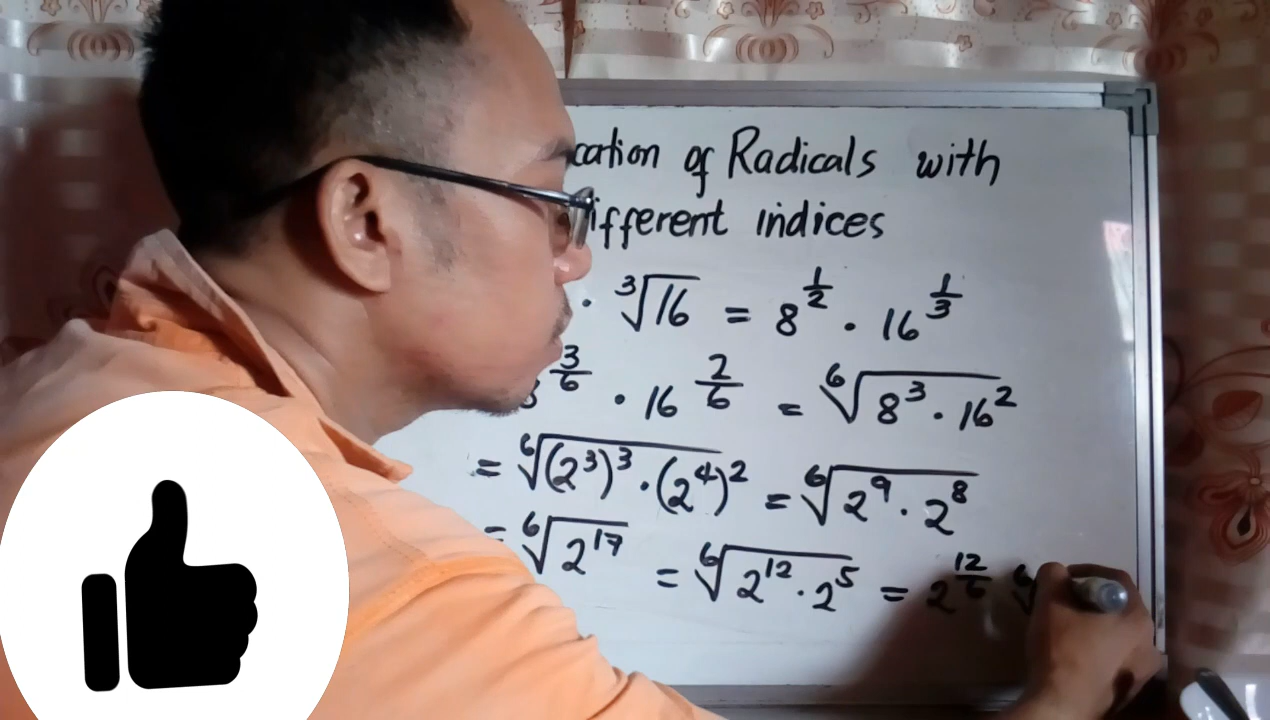 cation of Radicals with
ifferent indices
· ∛16 = 8^(1/2) · 16^(1/3)
^(3/6) · 16^(2/6) = ⁶√(8³ · 16²)
= ⁶√((2³)³ · (2⁴)²) = ⁶√(2⁹ · 2⁸)
= ⁶√(2¹⁷) = ⁶√(2¹² · 2⁵) = 2^(12/6) ⁶√